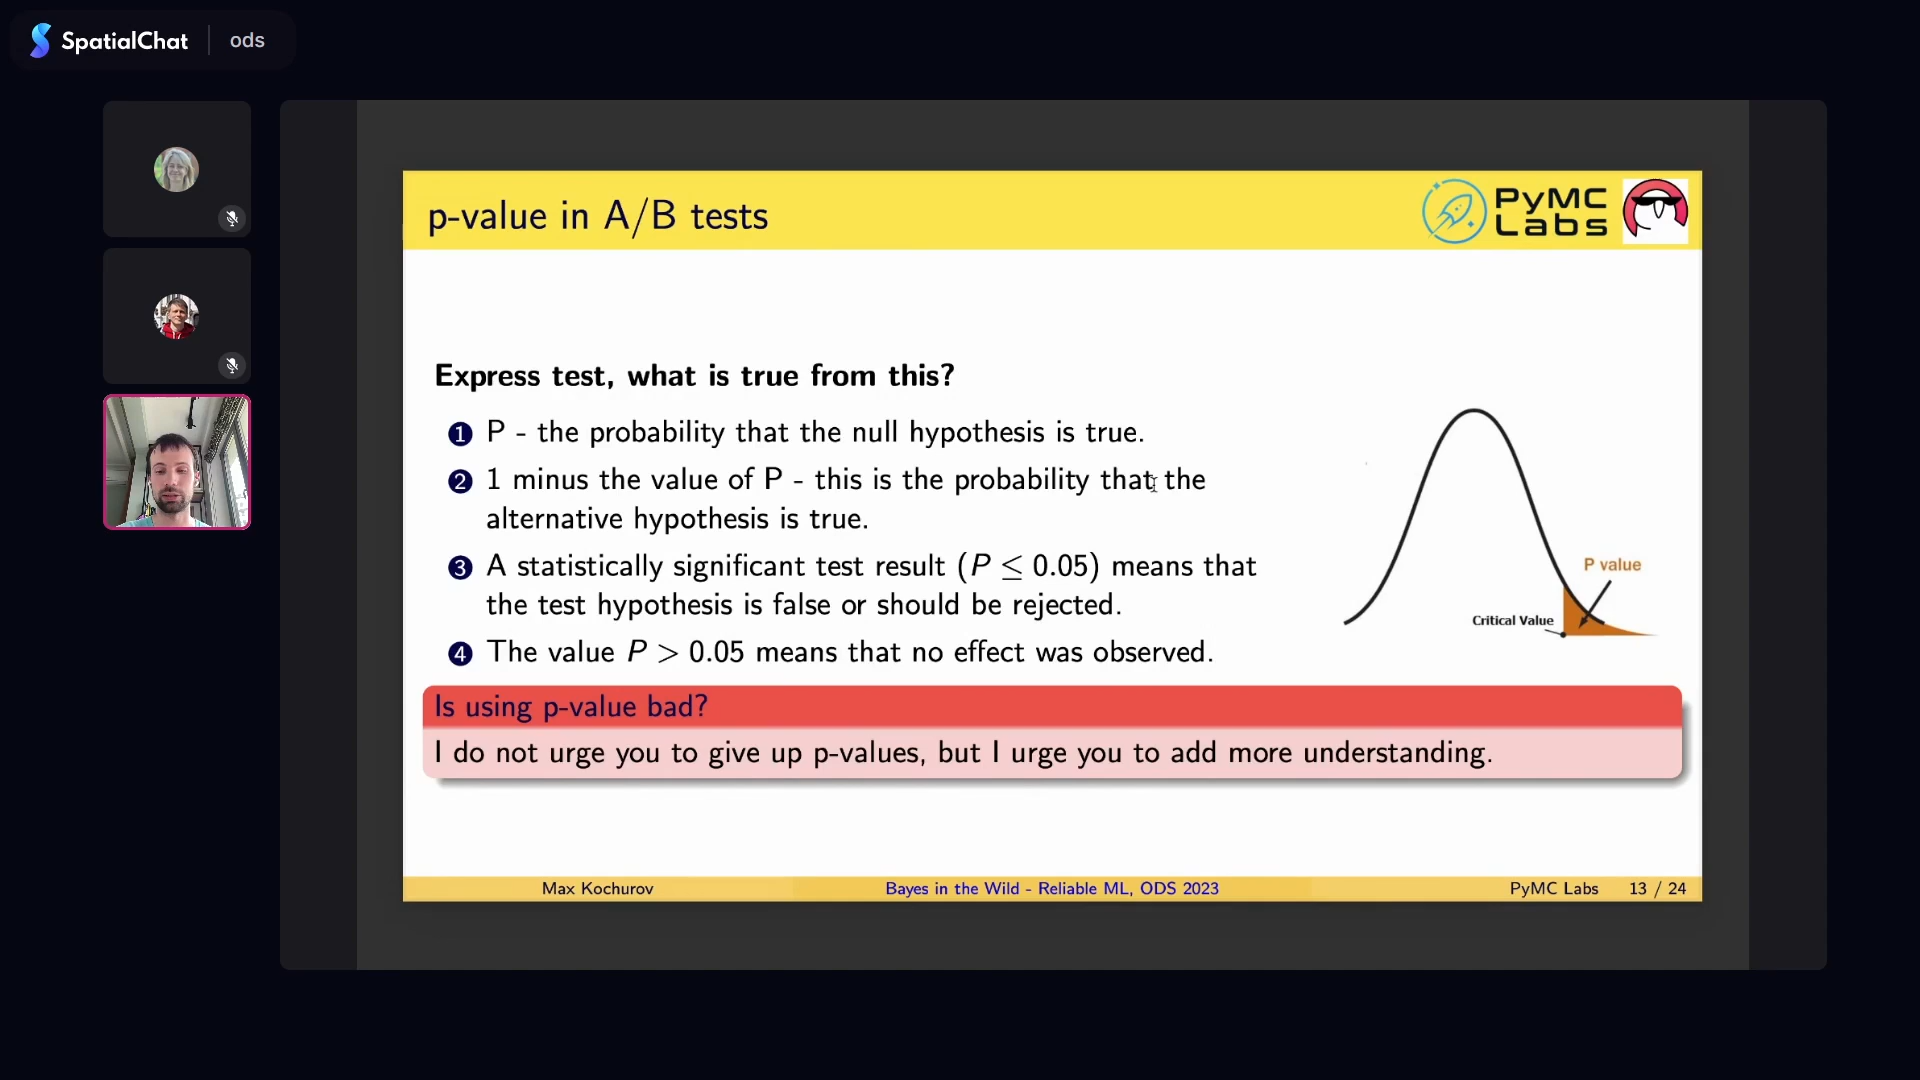 SpatialChat
ods
p-value in A/B tests
PyMC
Labs
Express test, what is true from this?
1 P - the probability that the null hypothesis is true.
2 1 minus the value of P - this is the probability that the
alternative hypothesis is true.
3 A statistically significant test result (P ≤ 0.05) means that
the test hypothesis is false or should be rejected.
4 The value P > 0.05 means that no effect was observed.
P value
Critical Value
Is using p-value bad?
I do not urge you to give up p-values, but I urge you to add more understanding.
Max Kochurov
Bayes in the Wild - Reliable ML, ODS 2023
PyMC Labs
13 / 24